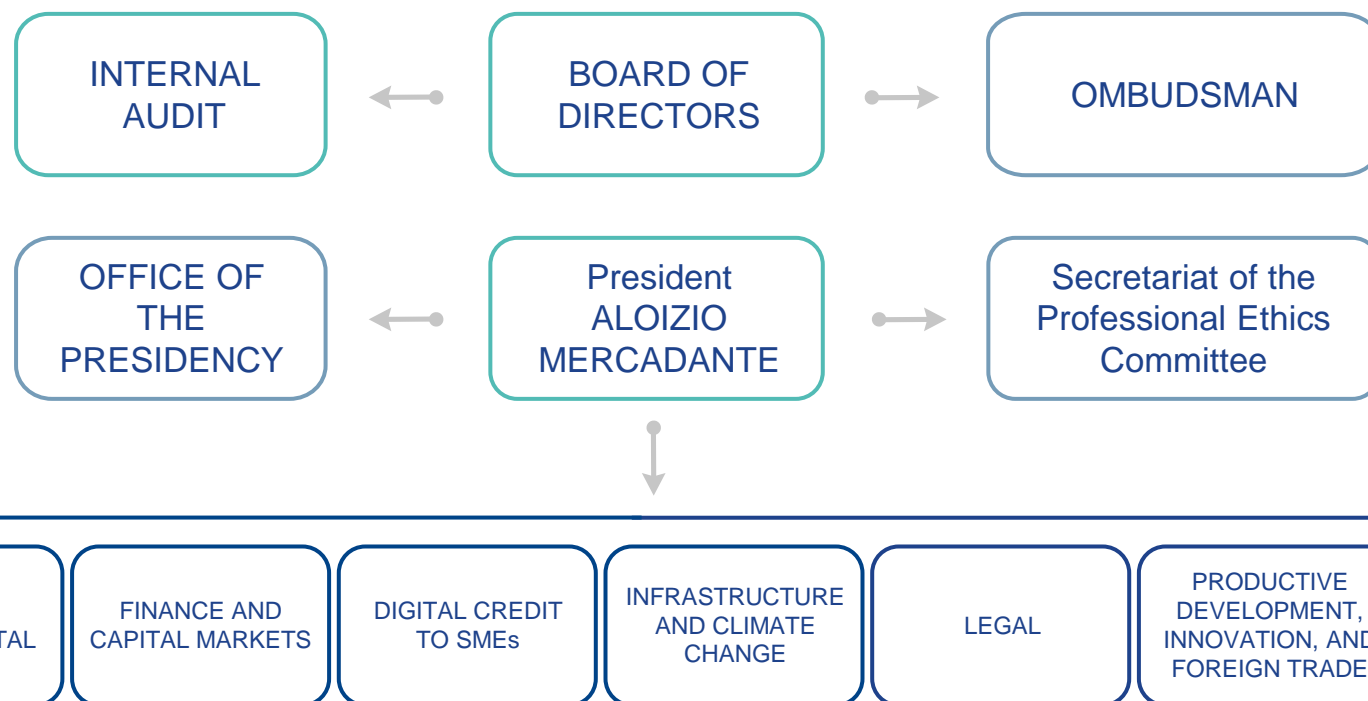 INTERNAL
AUDIT
BOARD OF
DIRECTORS
OMBUDSMAN
OFFICE OF
THE
PRESIDENCY
President
ALOIZIO
MERCADANTE
Secretariat of the
Professional Ethics
Committee
TAL
FINANCE AND
CAPITAL MARKETS
DIGITAL CREDIT
TO SMEs
INFRASTRUCTURE
AND CLIMATE
CHANGE
LEGAL
PRODUCTIVE
DEVELOPMENT,
INNOVATION, AND
FOREIGN TRADE